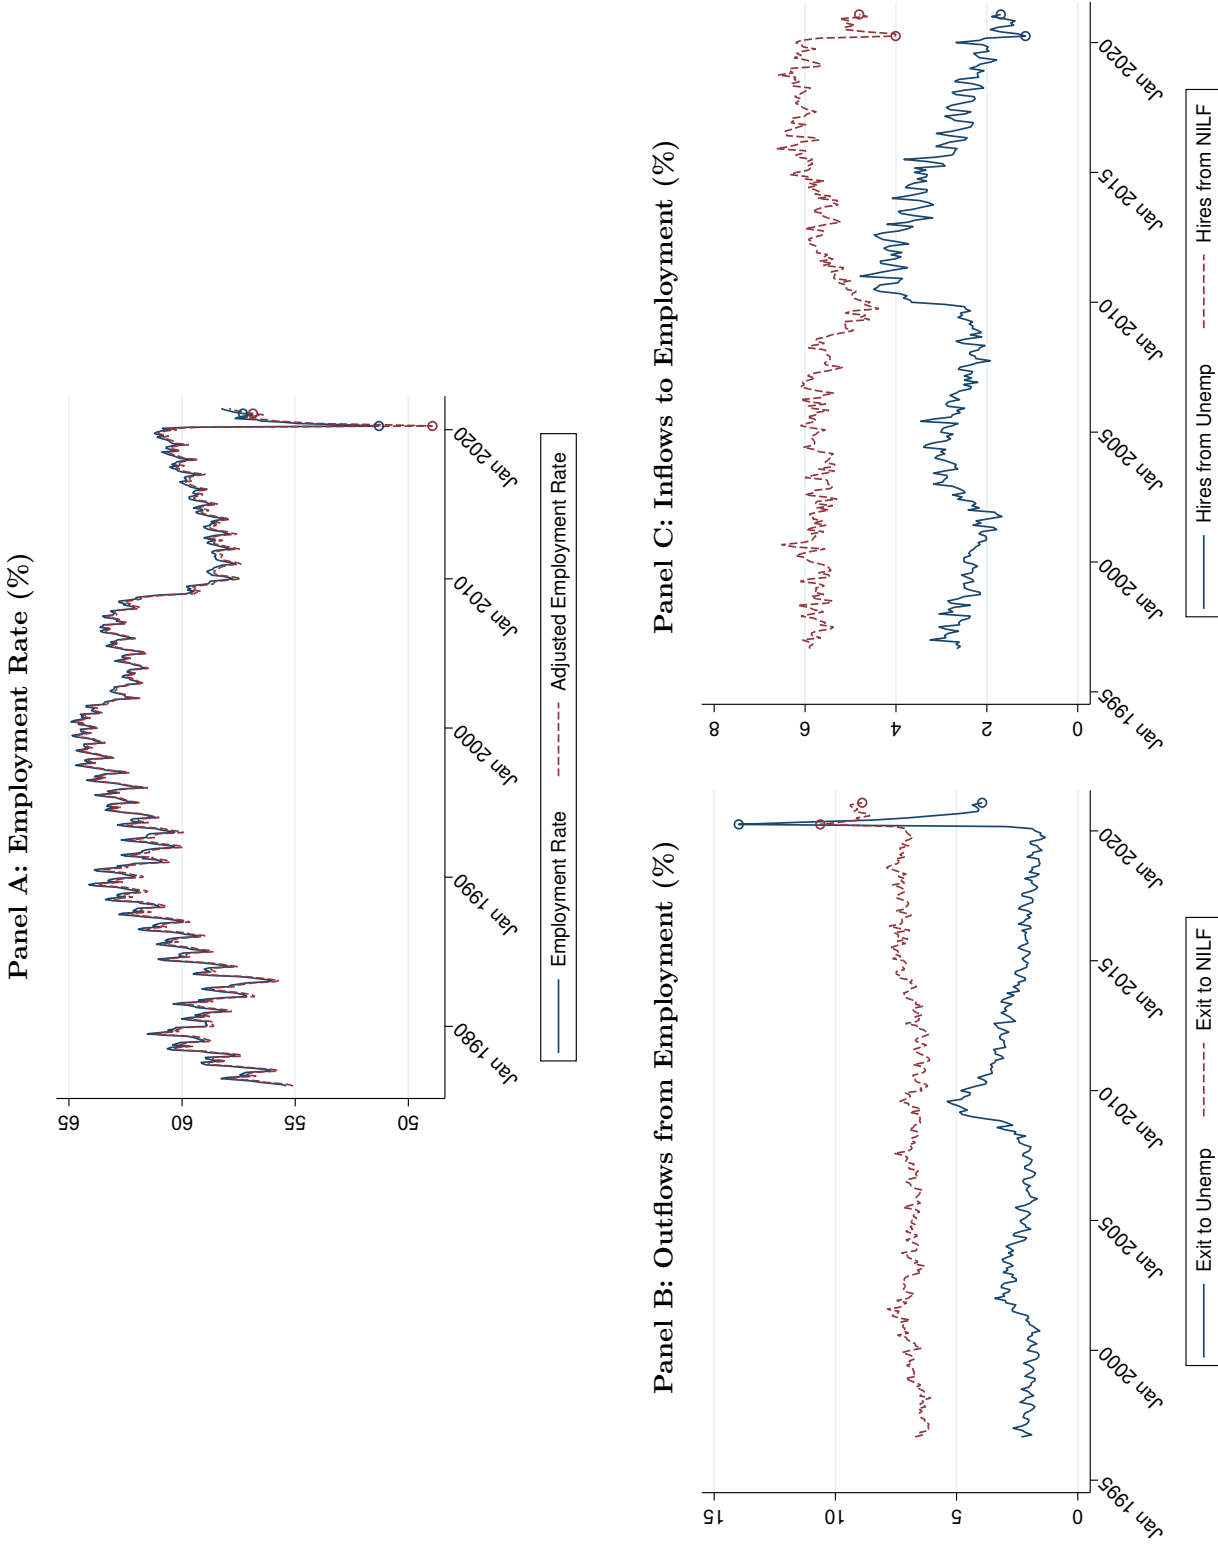 Panel A: Employment Rate (%)
65
60
55
50
Jan 1980
Jan 1990
Jan 2000
Jan 2010
Jan 2020
Employment Rate
Adjusted Employment Rate
Panel B: Outflows from Employment (%)
15
10
5
0
Jan 1995
Jan 2000
Jan 2005
Jan 2010
Jan 2015
Jan 2020
Exit to Unemp
Exit to NILF
Panel C: Inflows to Employment (%)
8
6
4
2
0
Jan 1995
Jan 2000
Jan 2005
Jan 2010
Jan 2015
Jan 2020
Hires from Unemp
Hires from NILF